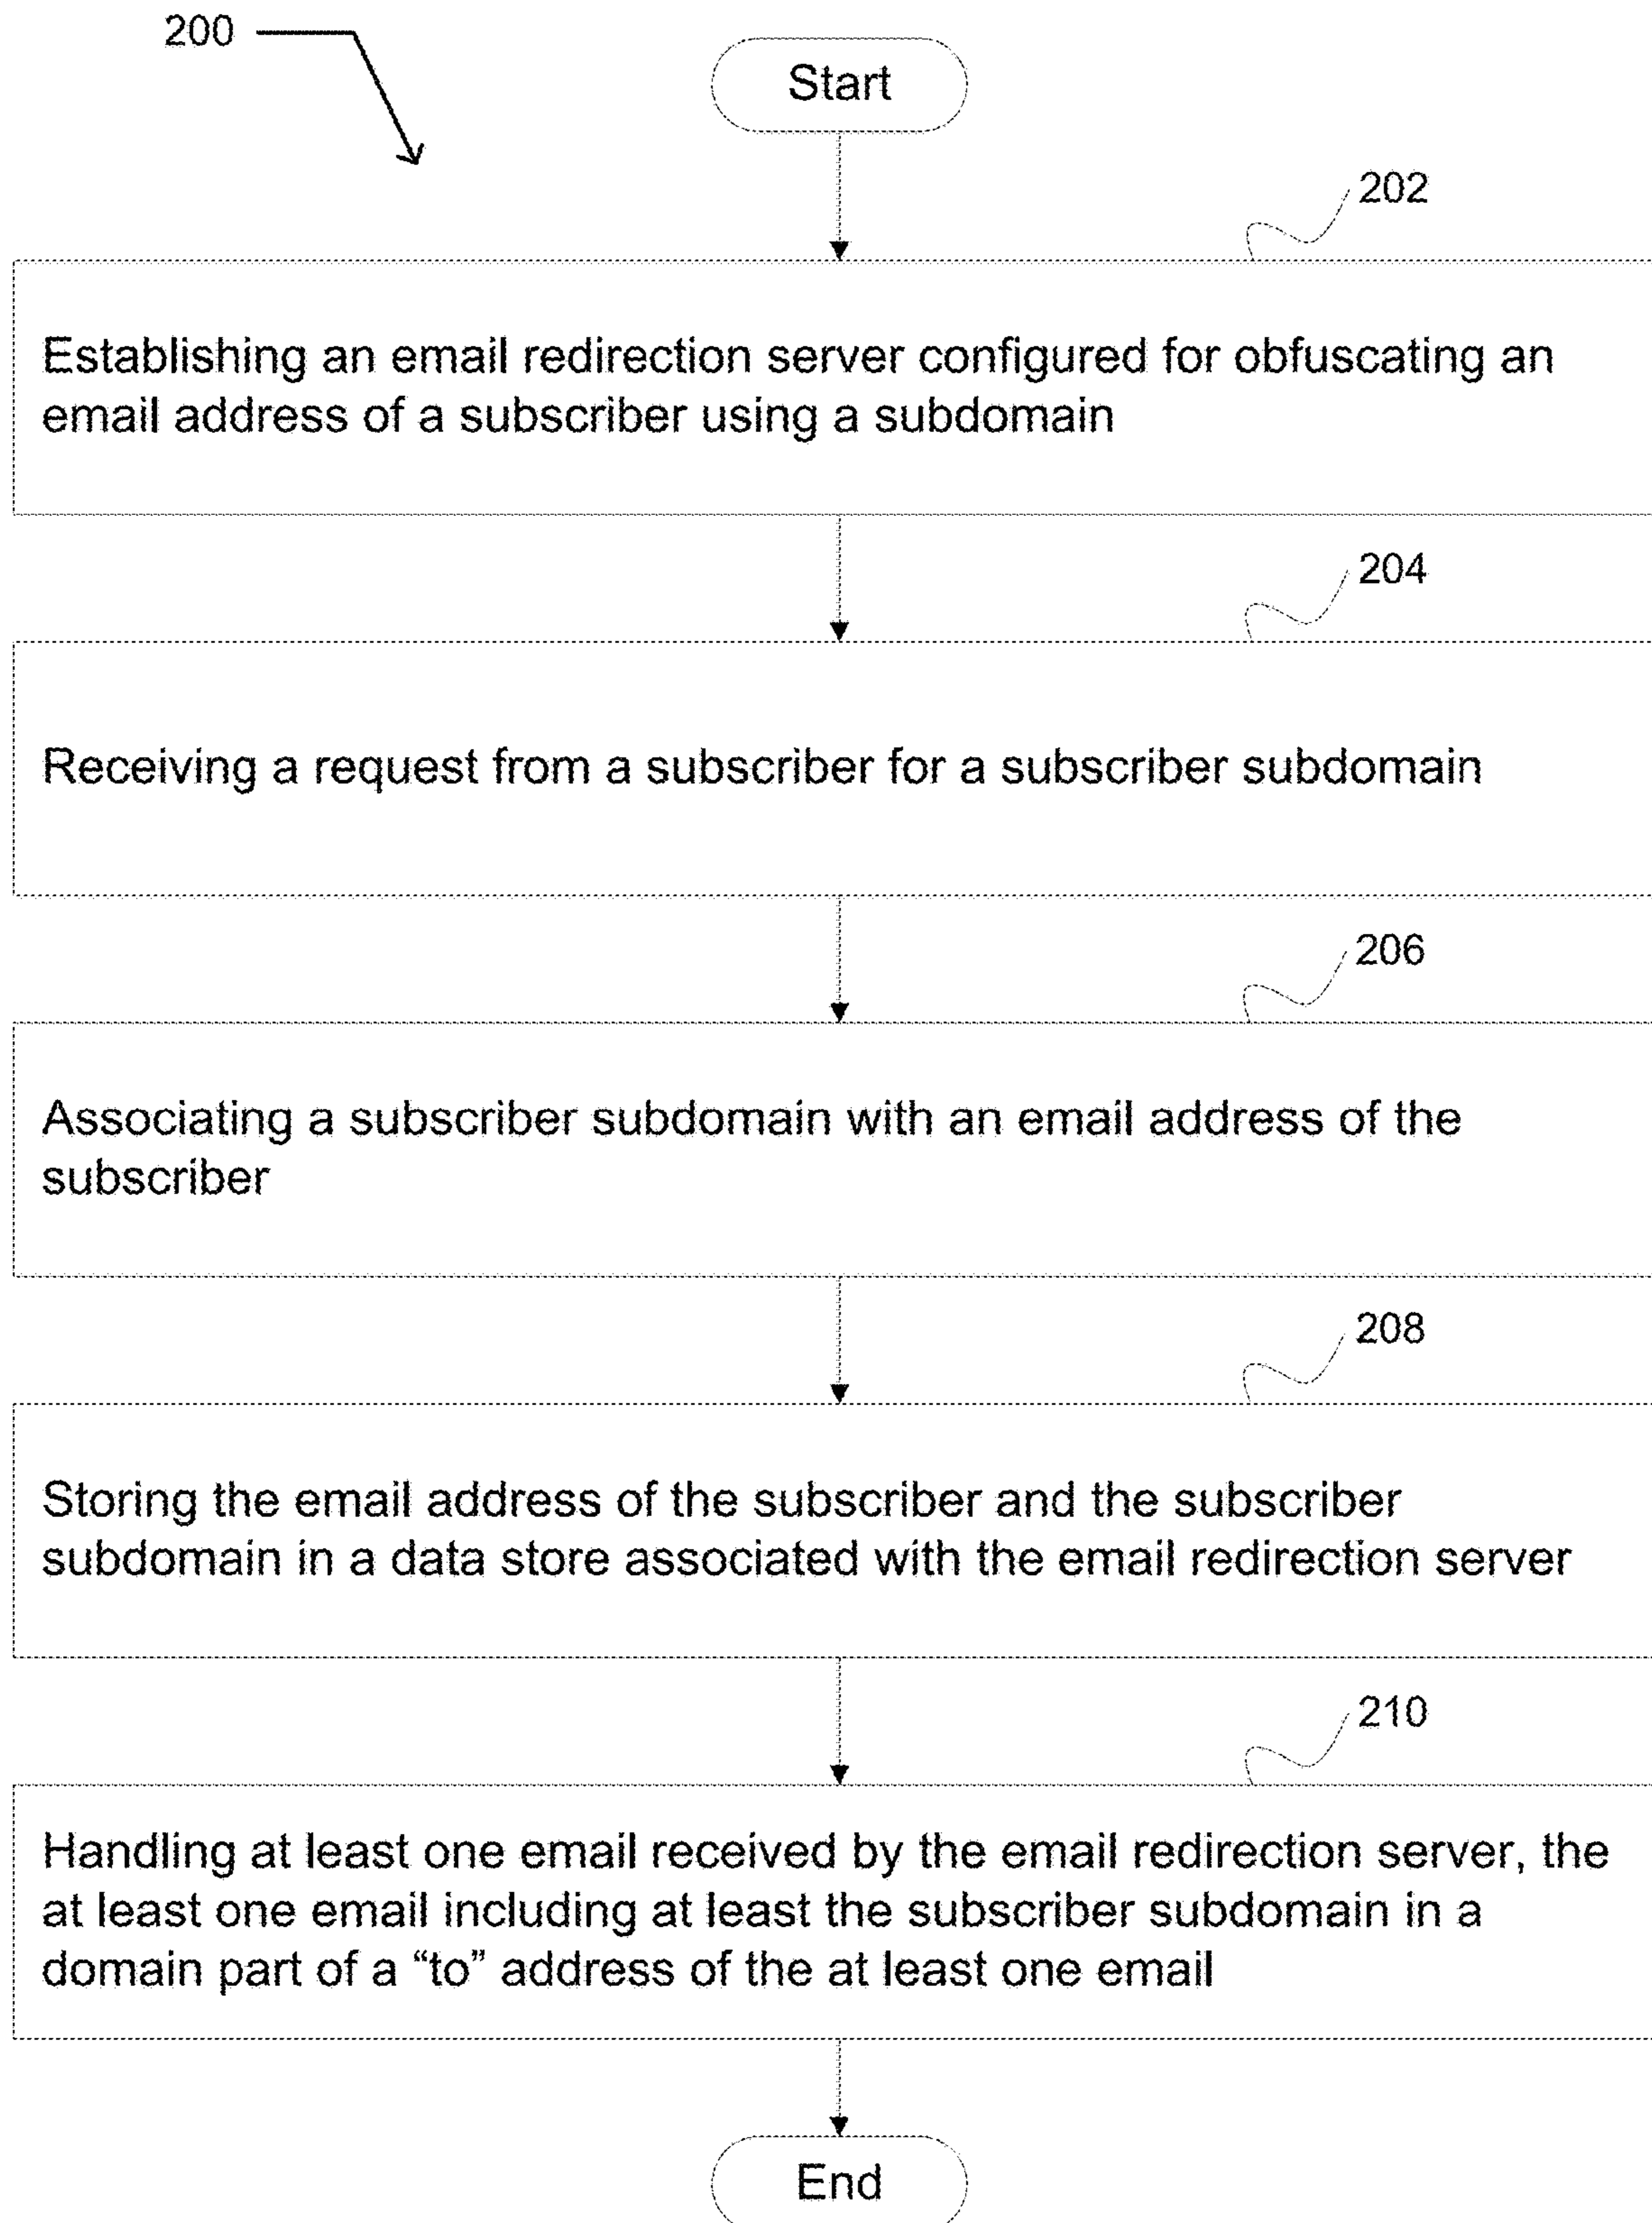 200
Start
202
Establishing an email redirection server configured for obfuscating an
email address of a subscriber using a subdomain
204
Receiving a request from a subscriber for a subscriber subdomain
206
Associating a subscriber subdomain with an email address of the
subscriber
208
Storing the email address of the subscriber and the subscriber
subdomain in a data store associated with the email redirection server
210
Handling at least one email received by the email redirection server, the
at least one email including at least the subscriber subdomain in a
domain part of a “to” address of the at least one email
End